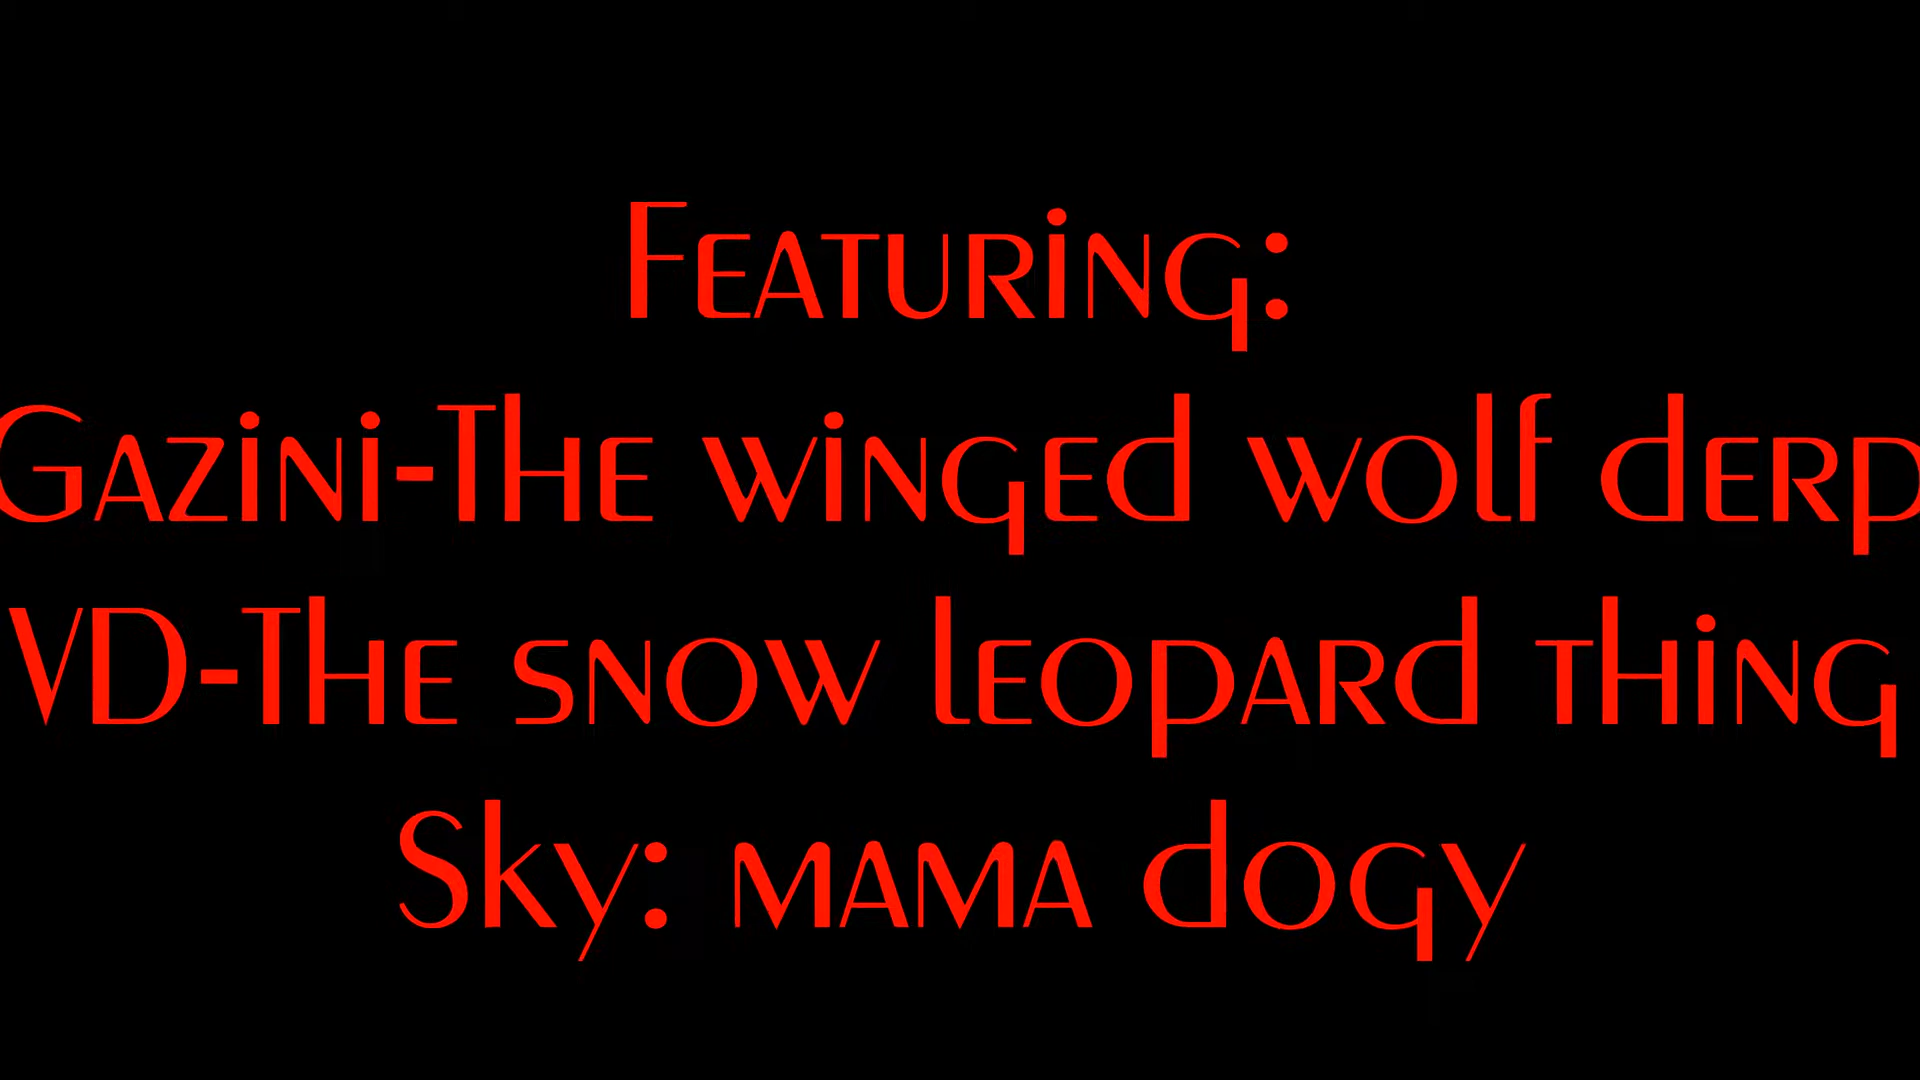 Featuring:
Gazini-The winged wolf derp
VD-The snow leopard thing
Sky: mama dogy